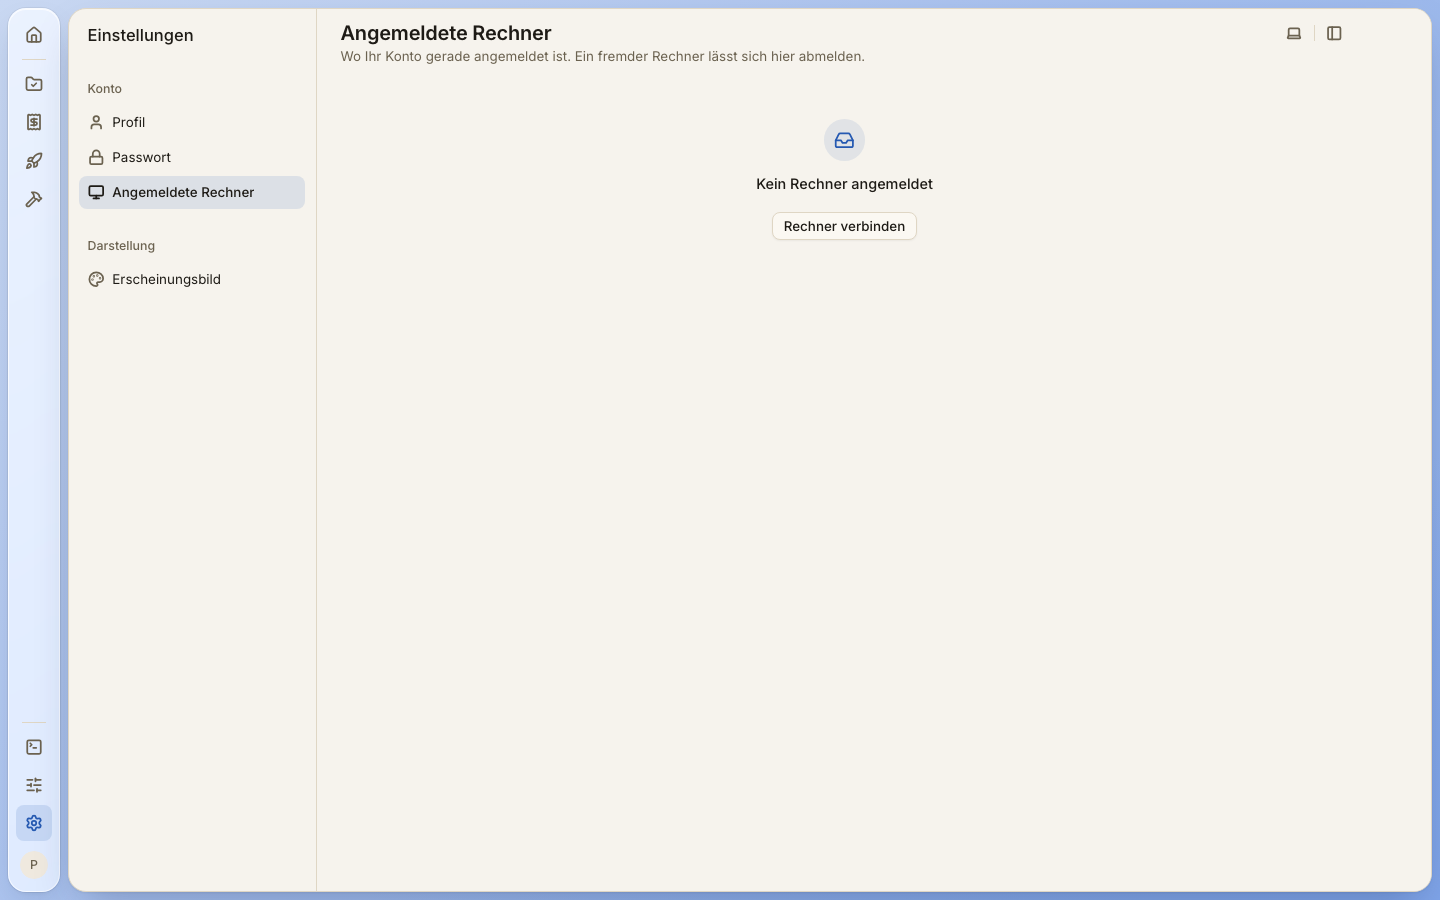 Einstellungen
Konto
Profil
Passwort
Angemeldete Rechner
Darstellung
Erscheinungsbild
P
Angemeldete Rechner
Wo Ihr Konto gerade angemeldet ist. Ein fremder Rechner lässt sich hier abmelden.
Kein Rechner angemeldet
Rechner verbinden